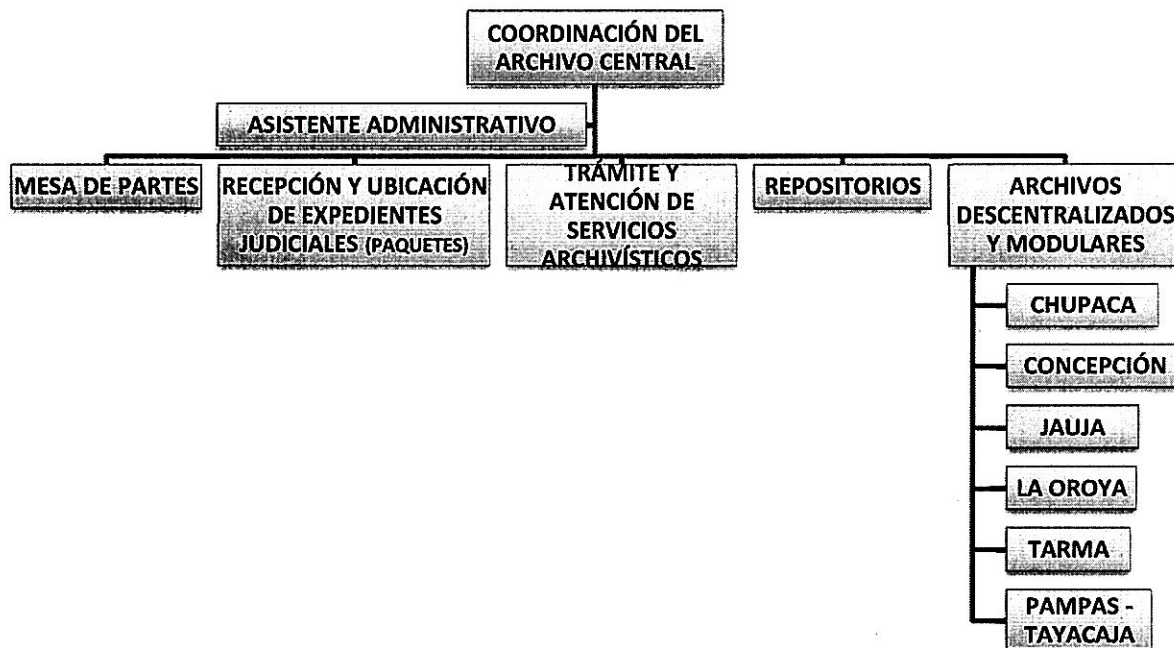 COORDINACIÓN DEL
ARCHIVO CENTRAL
ASISTENTE ADMINISTRATIVO
MESA DE PARTES
RECEPCIÓN Y UBICACIÓN
DE EXPEDIENTES
JUDICIALES (PAQUETES)
TRÁMITE Y
ATENCIÓN DE
SERVICIOS
ARCHIVÍSTICOS
REPOSITORIOS
ARCHIVOS
DESCENTRALIZADOS
Y MODULARES
CHUPACA
CONCEPCIÓN
JAUJA
LA OROYA
TARMA
PAMPAS -
TAYACAJA